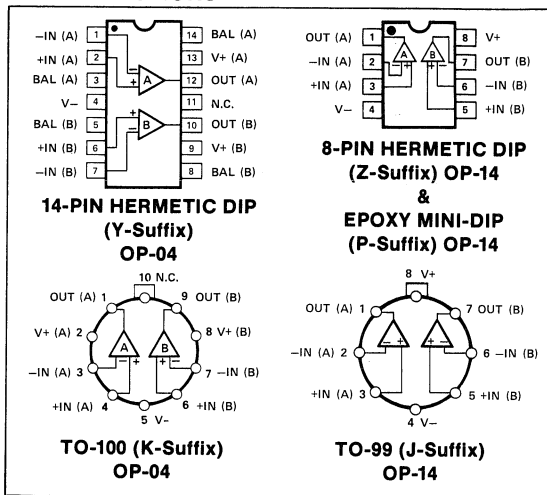 −IN (A) 1 14 BAL (A)
+IN (A) 2 13 V+ (A)
BAL (A) 3 − + A 12 OUT (A)
V− 4 11 N.C.
BAL (B) 5 10 OUT (B)
+IN (B) 6 + − B 9 V+ (B)
−IN (B) 7 8 BAL (B)
14-PIN HERMETIC DIP
(Y-Suffix)
OP-04
OUT (A) 1 8 V+
−IN (A) 2 A B 7 OUT (B)
+IN (A) 3 − + + − 6 −IN (B)
V− 4 5 +IN (B)
8-PIN HERMETIC DIP
(Z-Suffix) OP-14
&
EPOXY MINI-DIP
(P-Suffix) OP-14
10 N.C.
OUT (A) 1 9 OUT (B)
V+ (A) 2 8 V+ (B)
A B
−IN (A) 3 − + + − 7 −IN (B)
+IN (A) 4 6 +IN (B)
5 V−
TO-100 (K-Suffix)
OP-04
8 V+
OUT (A) 1 7 OUT (B)
−IN (A) 2 − + + − 6 −IN (B)
+IN (A) 3 5 +IN (B)
4 V−
TO-99 (J-Suffix)
OP-14